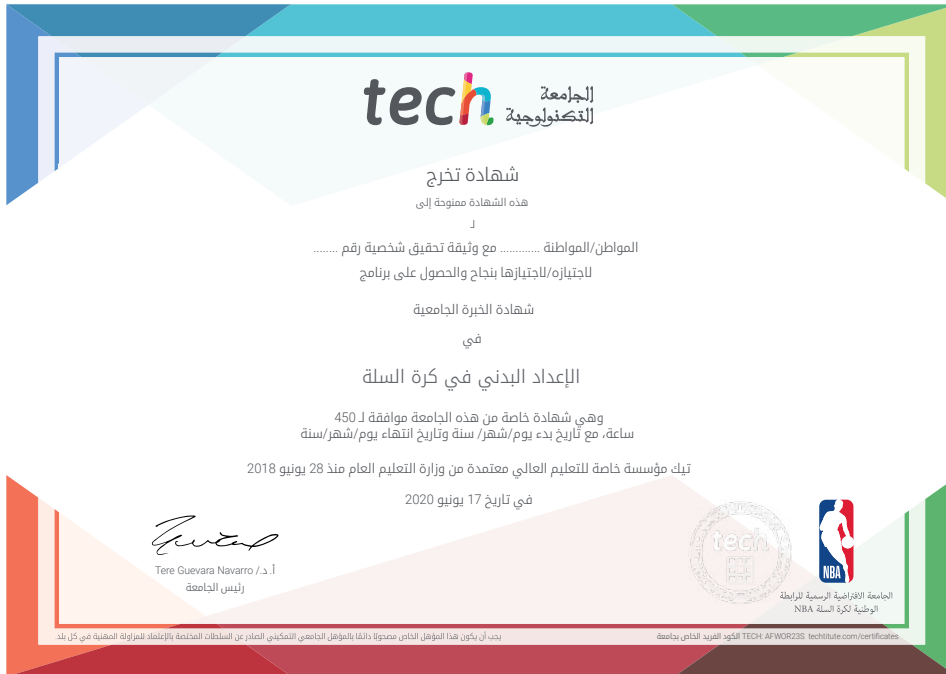 tech الجامعة
التكنولوجية
شهادة تخرج
هذه الشهادة ممنوحة إلى
لـ
المواطن/المواطنة ............ مع وثيقة تحقيق شخصية رقم ........
لاجتيازه/لاجتيازها بنجاح والحصول على برنامج
شهادة الخبرة الجامعية
في
الإعداد البدني في كرة السلة
وهي شهادة خاصة من هذه الجامعة موافقة لـ 450
ساعة، مع تاريخ بدء يوم/شهر/ سنة وتاريخ انتهاء يوم/شهر/سنة
تيك مؤسسة خاصة للتعليم العالي معتمدة من وزارة التعليم العام منذ 28 يونيو 2018
في تاريخ 17 يونيو 2020
tech
NBA
الجامعة الافتراضية الرسمية للرابطة
الوطنية لكرة السلة NBA
أ. د./ Tere Guevara Navarro
رئيس الجامعة
يجب أن يكون هذا المؤهل الخاص مصحوبًا دائمًا بالمؤهل الجامعي التمكيني الصادر عن السلطات المختصة بالإعتماد للمزاولة المهنية في كل بلد.
الكود الفريد الخاص بجامعة TECH: AFWOR23S techtitute.com/certificates